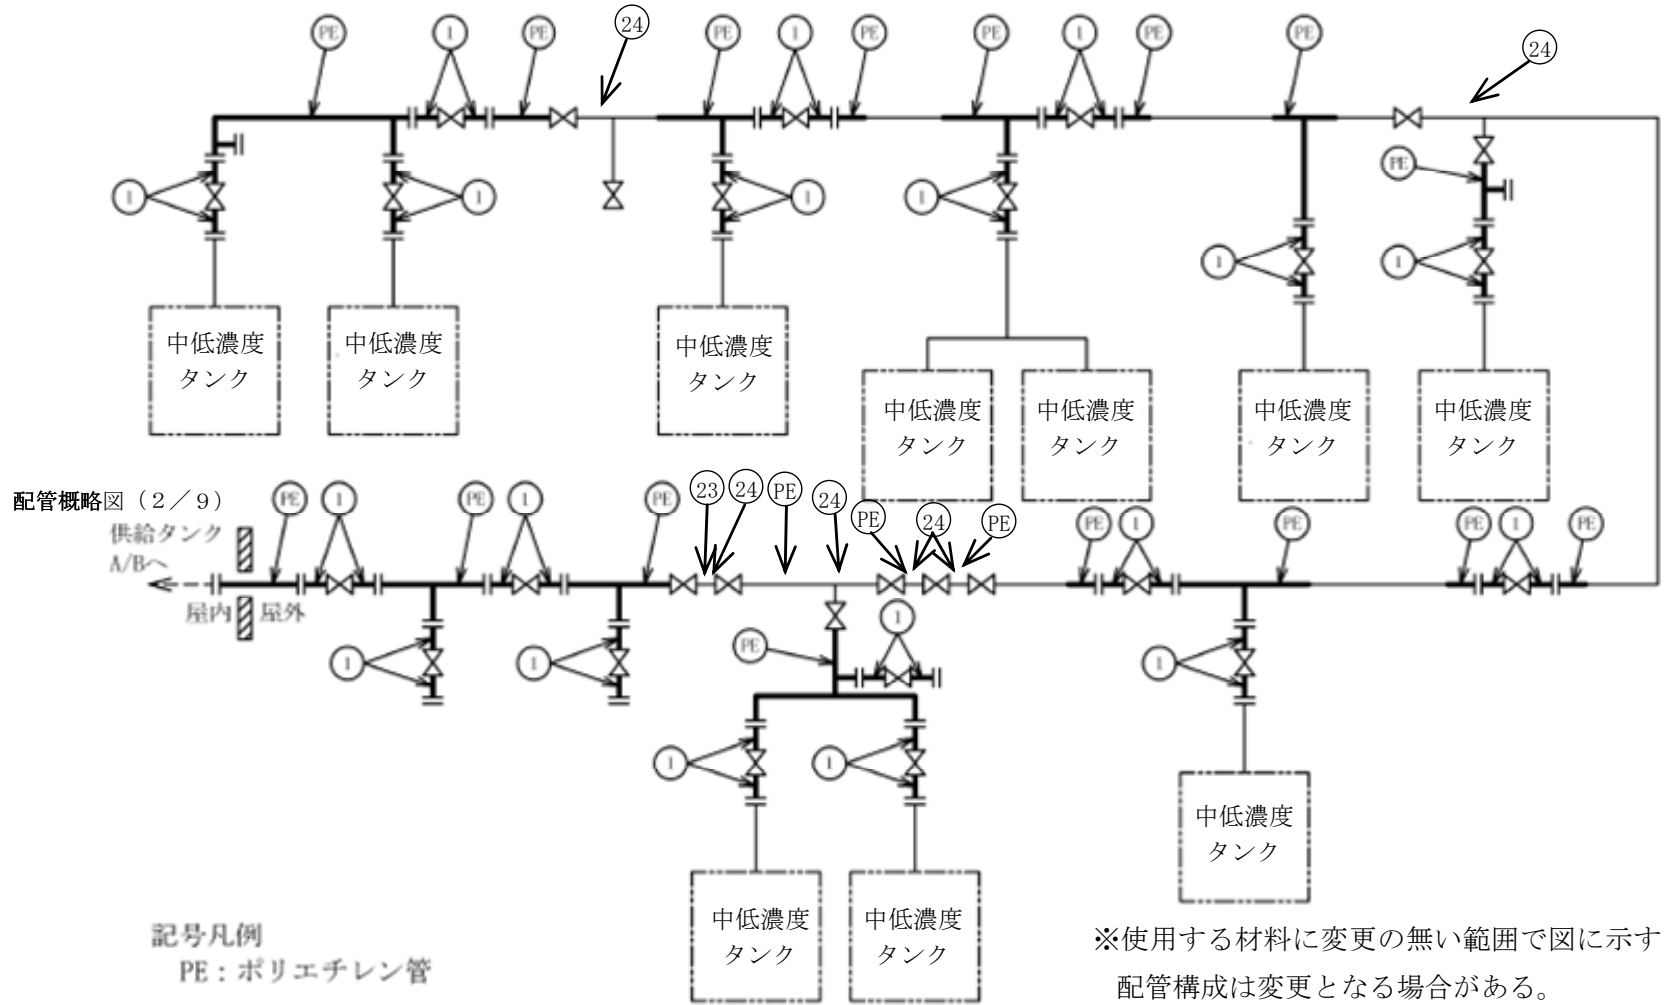 PE 1 PE 24 PE 1 PE PE 1 PE PE 24
PE
1 1 1 1
1 1
中低濃度
タンク
中低濃度
タンク
中低濃度
タンク
中低濃度
タンク
中低濃度
タンク
中低濃度
タンク
中低濃度
タンク
配管概略図（2／9）
PE 1 PE 1 PE 23 24 PE 24 PE 24 PE PE 1 PE PE 1 PE
供給タンク
A/Bへ
屋内 屋外
1
PE
1 1 1
1 1
中低濃度
タンク
中低濃度
タンク
中低濃度
タンク
記号凡例
PE：ポリエチレン管
※使用する材料に変更の無い範囲で図に示す
配管構成は変更となる場合がある。